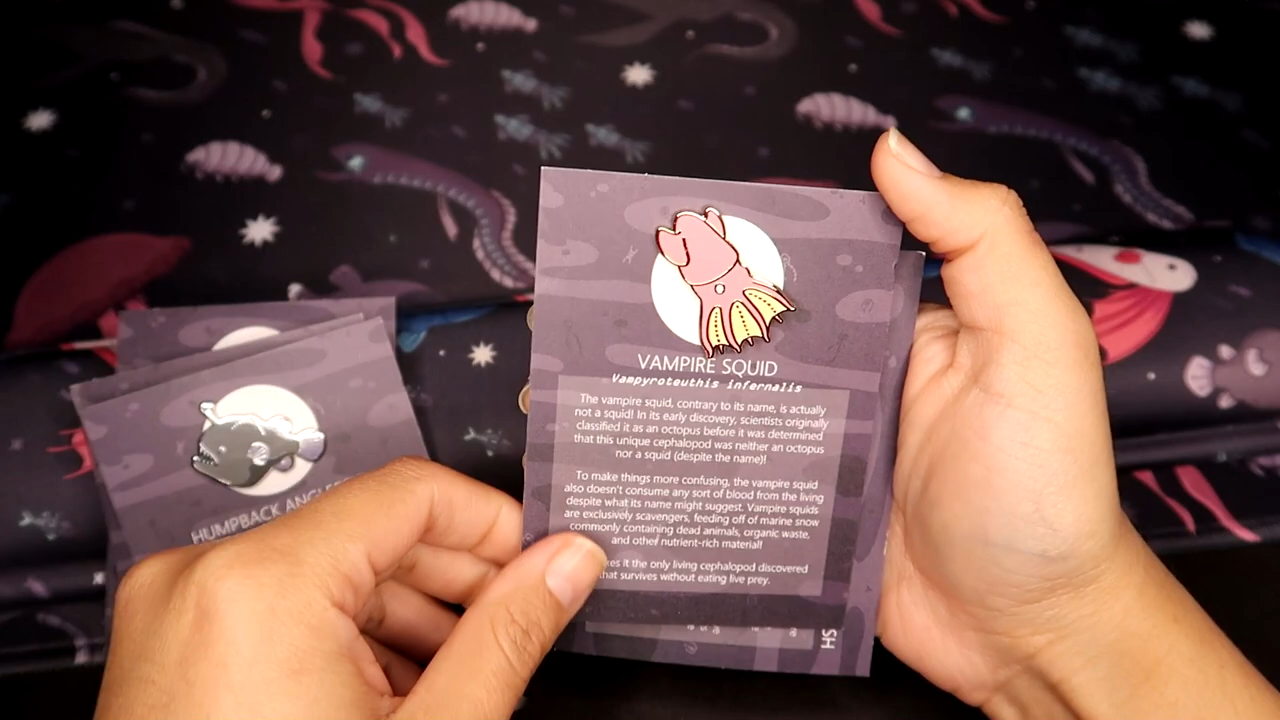 VAMPIRE SQUID
Vampyroteuthis infernalis
The vampire squid, contrary to its name, is actually
not a squid! In its early discovery, scientists originally
classified it as an octopus before it was determined
that this unique cephalopod was neither an octopus
nor a squid (despite the name)!
To make things more confusing, the vampire squid
also doesn't consume any sort of blood from the living
despite what its name might suggest. Vampire squids
are exclusively scavengers, feeding off of marine snow
commonly containing dead animals, organic waste,
and other nutrient-rich material!
it the only living cephalopod discovered
that survives without eating live prey.
HUMPBACK
SH